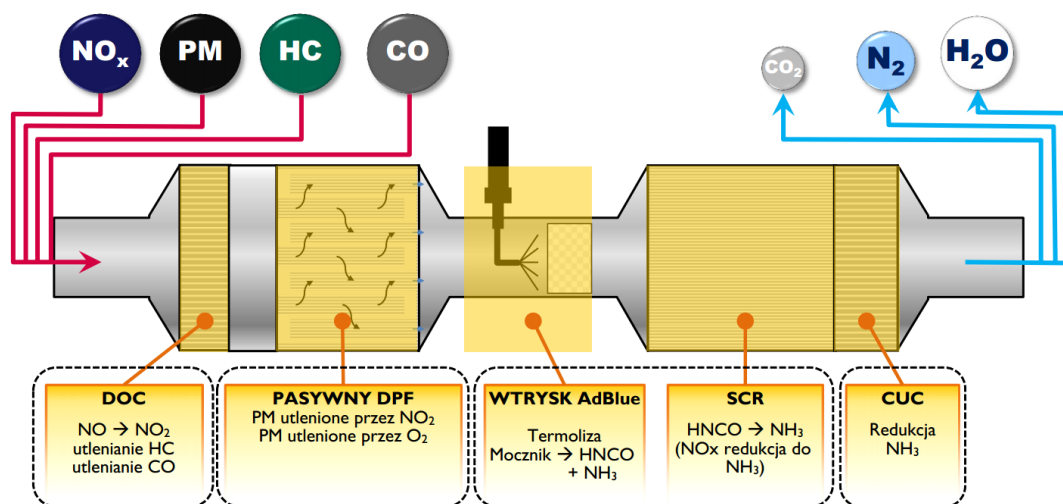 NOx
PM
HC
CO
CO₂
N₂
H₂O
DOC
NO → NO₂
utlenianie HC
utlenianie CO
PASYWNY DPF
PM utlenione przez NO₂
PM utlenione przez O₂
WTRYSK AdBlue
Termoliza
Mocznik → HNCO
+ NH₃
SCR
HNCO → NH₃
(NOx redukcja do
NH₃)
CUC
Redukcja
NH₃